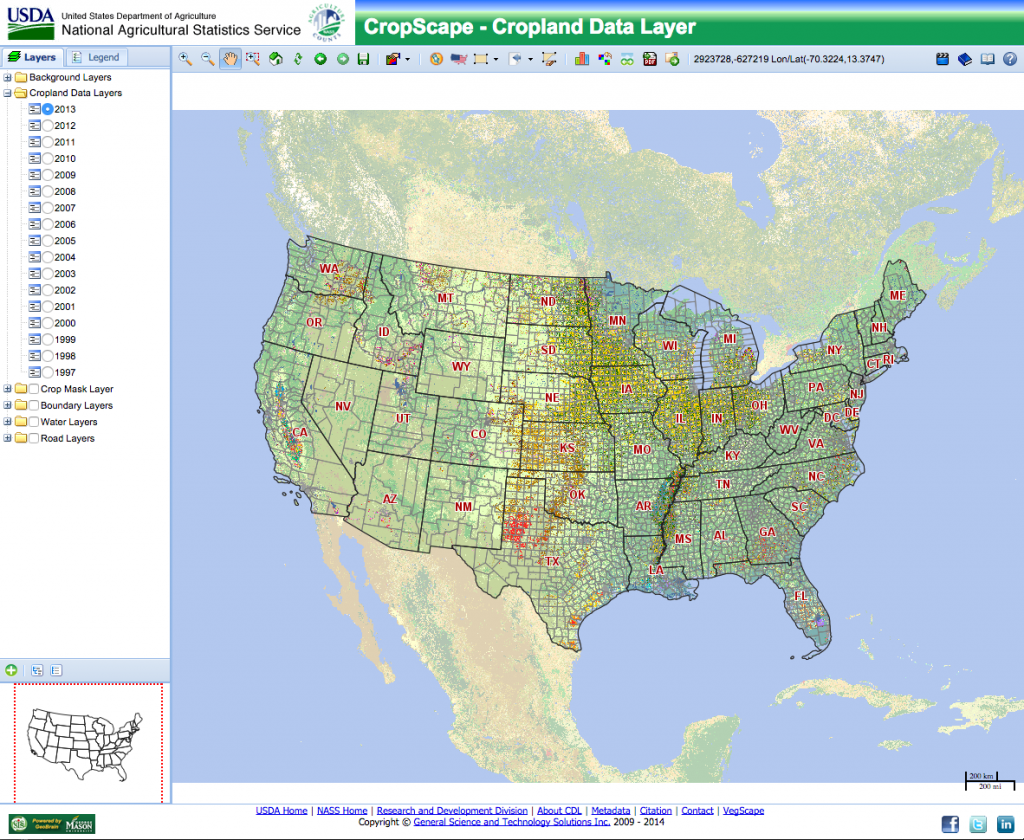 USDA
United States Department of Agriculture
National Agricultural Statistics Service
AGRICULTURE
NASS
COUNTS
CropScape - Cropland Data Layer
Layers
Legend
PDF
2923728,-627219 Lon/Lat(-70.3224,13.3747)
Background Layers
Cropland Data Layers
2013
2012
2011
2010
2009
2008
2007
2006
2005
2004
2003
2002
2001
2000
1999
1998
1997
Crop Mask Layer
Boundary Layers
Water Layers
Road Layers
WA
MT
ND
MN
ME
OR
ID
SD
WI
MI
NH
NY
WY
CT RI
IA
PA
NE
NJ
NV
OH
IL
IN
DC DE
UT
CO
WV
CA
VA
KS
MO
KY
NC
TN
AZ
NM
OK
AR
SC
MS
AL
GA
TX
LA
FL
200 km
200 mi
USDA Home | NASS Home | Research and Development Division | About CDL | Metadata | Citation | Contact | VegScape
Copyright © General Science and Technology Solutions Inc. 2009 - 2014
Powered by
GeoBrain
GEORGE
MASON
UNIVERSITY